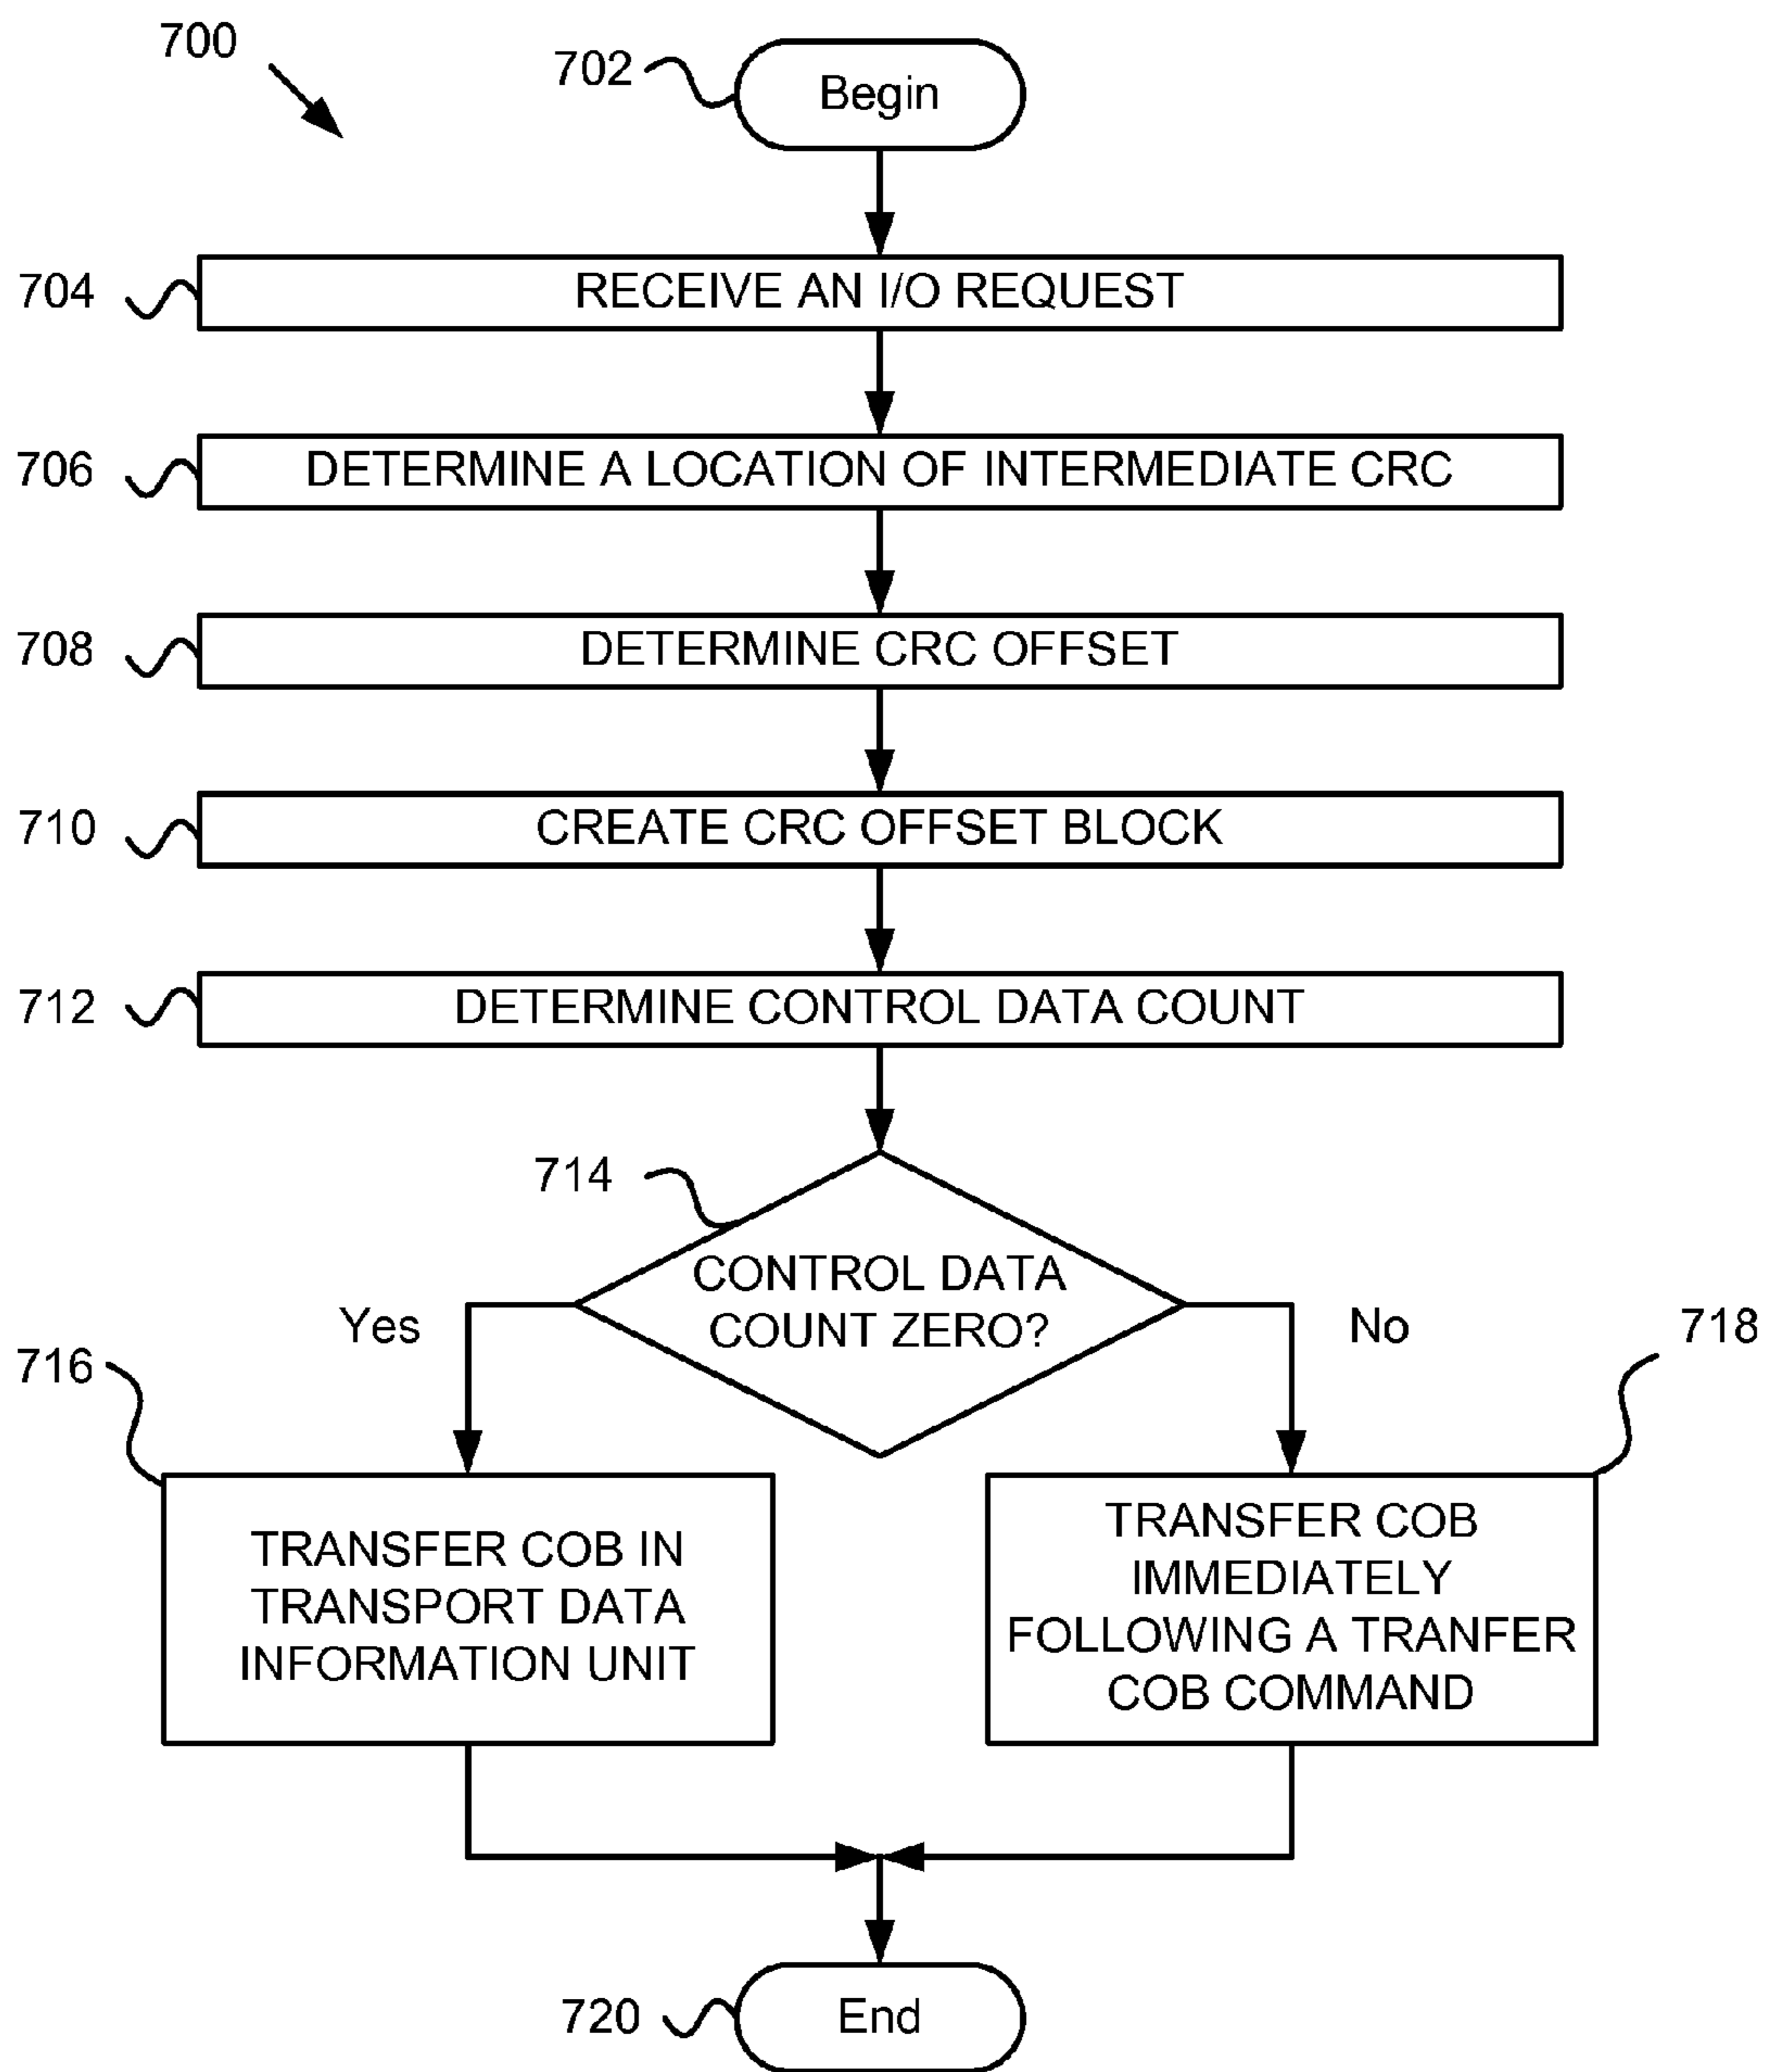 700
702
Begin
704
RECEIVE AN I/O REQUEST
706
DETERMINE A LOCATION OF INTERMEDIATE CRC
708
DETERMINE CRC OFFSET
710
CREATE CRC OFFSET BLOCK
712
DETERMINE CONTROL DATA COUNT
714
CONTROL DATA
COUNT ZERO?
Yes
No
716
718
TRANSFER COB IN
TRANSPORT DATA
INFORMATION UNIT
TRANSFER COB
IMMEDIATELY
FOLLOWING A TRANFER
COB COMMAND
720
End